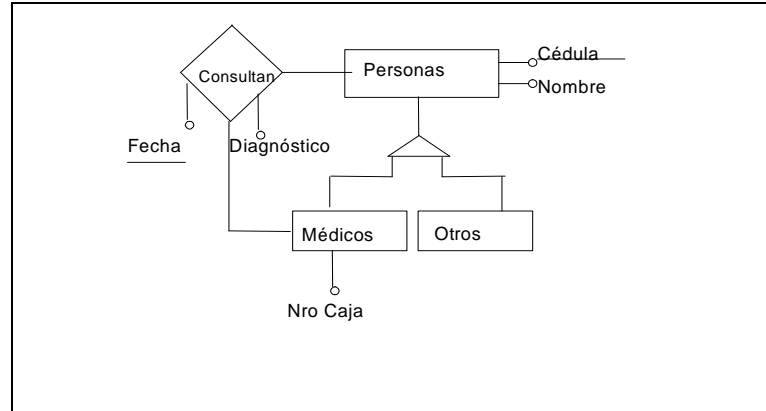 Cédula
Consultan
Personas
Nombre
Fecha
Diagnóstico
Médicos
Otros
Nro Caja